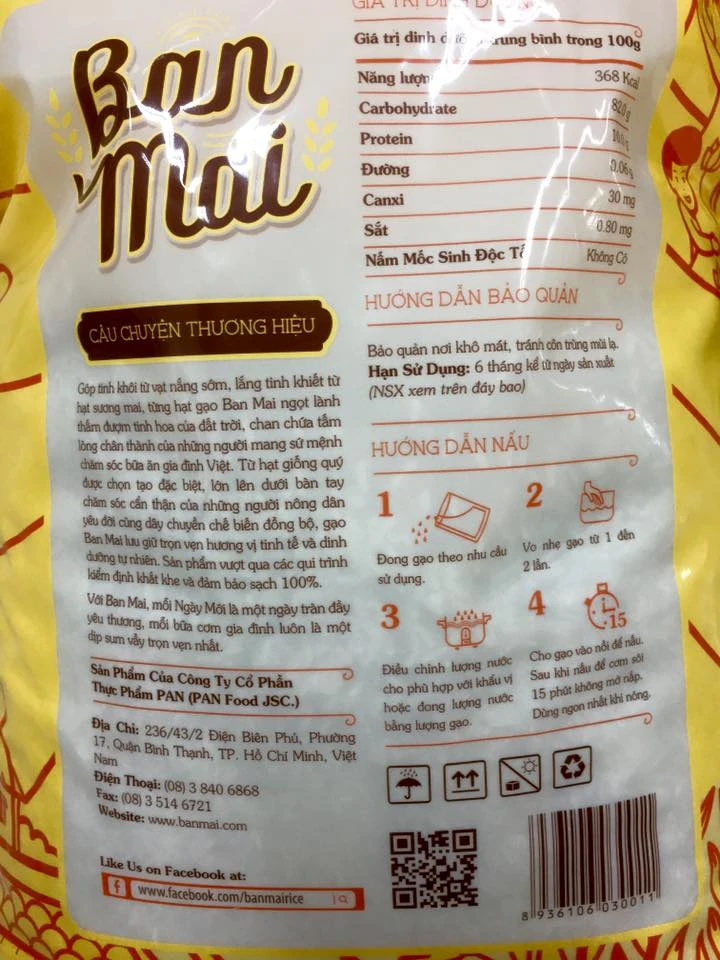 Ban
Mai
CÂU CHUYỆN THƯƠNG HIỆU
Góp tinh khôi từ vạt nắng sớm, lắng tinh khiết từ
hạt sương mai, từng hạt gạo Ban Mai ngọt lành
thấm đượm tinh hoa của đất trời, chan chứa tấm
lòng chân thành của những người mang sứ mệnh
chăm sóc bữa ăn gia đình Việt. Từ hạt giống quý
được chọn tạo đặc biệt, lớn lên dưới bàn tay
chăm sóc cẩn thận của những người nông dân
yêu đời cùng dây chuyền chế biến đồng bộ, gạo
Ban Mai lưu giữ trọn vẹn hương vị tinh tế và dinh
dưỡng tự nhiên. Sản phẩm vượt qua các qui trình
kiểm định khắt khe và đảm bảo sạch 100%.
Với Ban Mai, mỗi Ngày Mới là một ngày tràn đầy
yêu thương, mỗi bữa cơm gia đình luôn là một
dịp sum vầy trọn vẹn nhất.
Sản Phẩm Của Công Ty Cổ Phần
Thực Phẩm PAN (PAN Food JSC.)
Địa Chỉ: 236/43/2 Điện Biên Phủ, Phường
17, Quận Bình Thạnh, TP. Hồ Chí Minh, Việt
Nam
Điện Thoại: (08) 3 840 6868
Fax: (08) 3 514 6721
Website: www.banmai.com
Like Us on Facebook at:
f www.facebook.com/banmairice
GIÁ TRỊ DINH
Giá trị dinh trung bình trong 100g
Năng lượng 368 Kcal
Carbohydrate
Protein
Đường 0.06g
Canxi 30 mg
Sắt 0.80 mg
Nấm Mốc Sinh Độc Tố Không Có
HƯỚNG DẪN BẢO QUẢN
Bảo quản nơi khô mát, tránh côn trùng mùi lạ.
Hạn Sử Dụng: 6 tháng kể từ ngày sản xuất
(NSX xem trên đáy bao)
HƯỚNG DẪN NẤU
1
Đong gạo theo nhu cầu
sử dụng.
2
Vo nhẹ gạo từ 1 đến
2 lần.
3
Điều chỉnh lượng nước
cho phù hợp với khẩu vị
hoặc đong lượng nước
bằng lượng gạo.
4
15
Cho gạo vào nồi để nấu.
Sau khi nấu để cơm sôi
15 phút không mở nắp.
Dùng ngon nhất khi nóng.
8 936106 030011